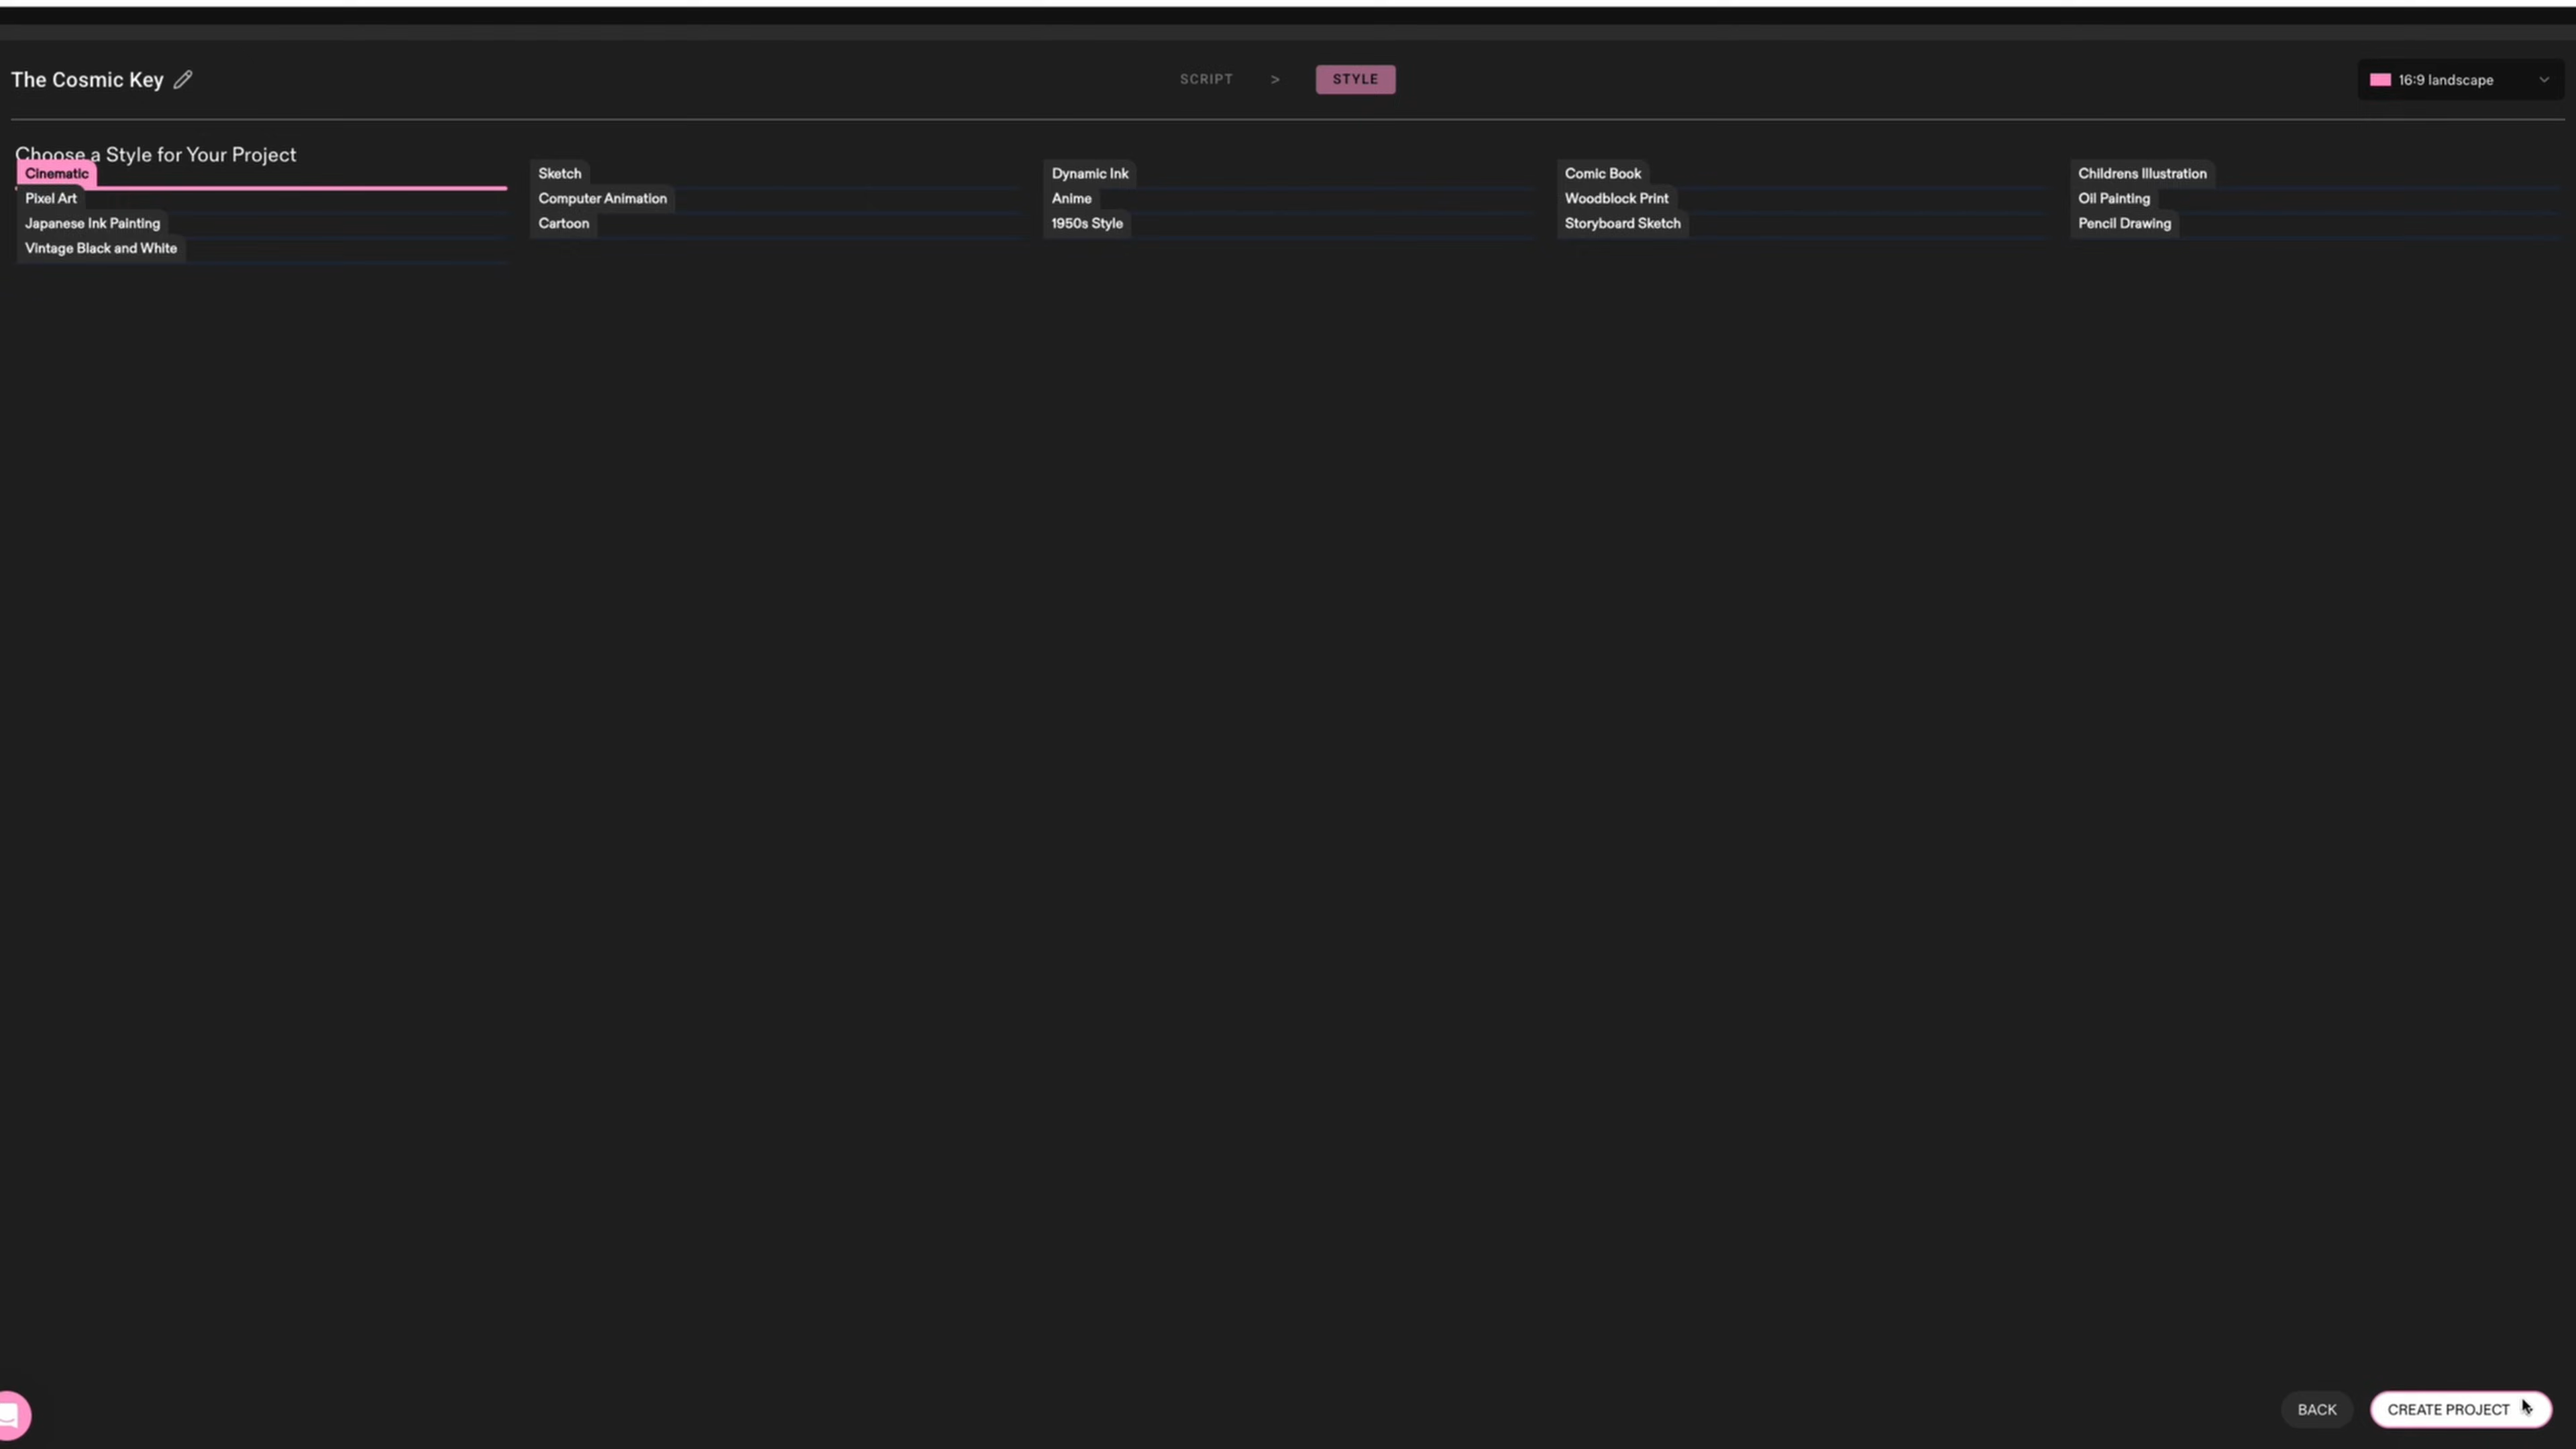 The Cosmic Key
SCRIPT > STYLE
16:9 landscape
Choose a Style for Your Project
Cinematic
Sketch
Dynamic Ink
Comic Book
Childrens Illustration
Pixel Art
Computer Animation
Anime
Woodblock Print
Oil Painting
Japanese Ink Painting
Cartoon
1950s Style
Storyboard Sketch
Pencil Drawing
Vintage Black and White
BACK
CREATE PROJECT